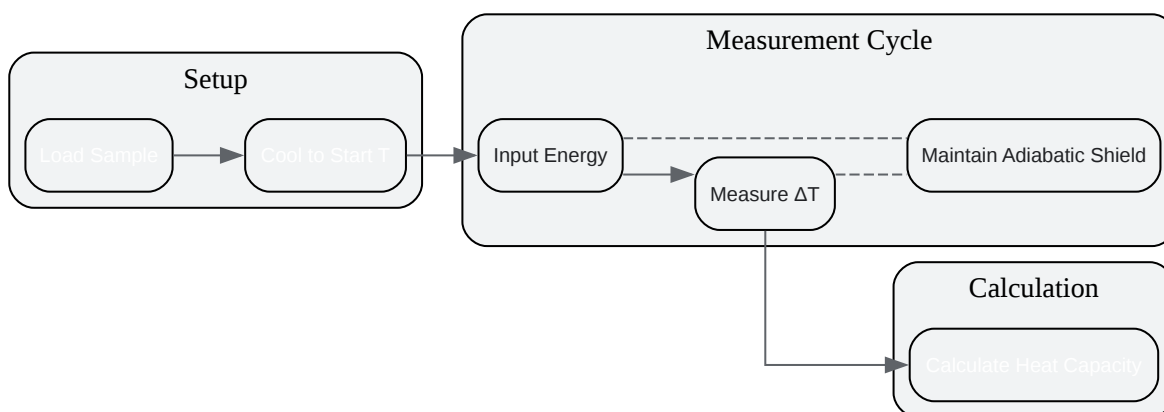 Setup
Load Sample
Cool to Start T
Measurement Cycle
Input Energy
Measure ΔT
Maintain Adiabatic Shield
Calculation
Calculate Heat Capacity